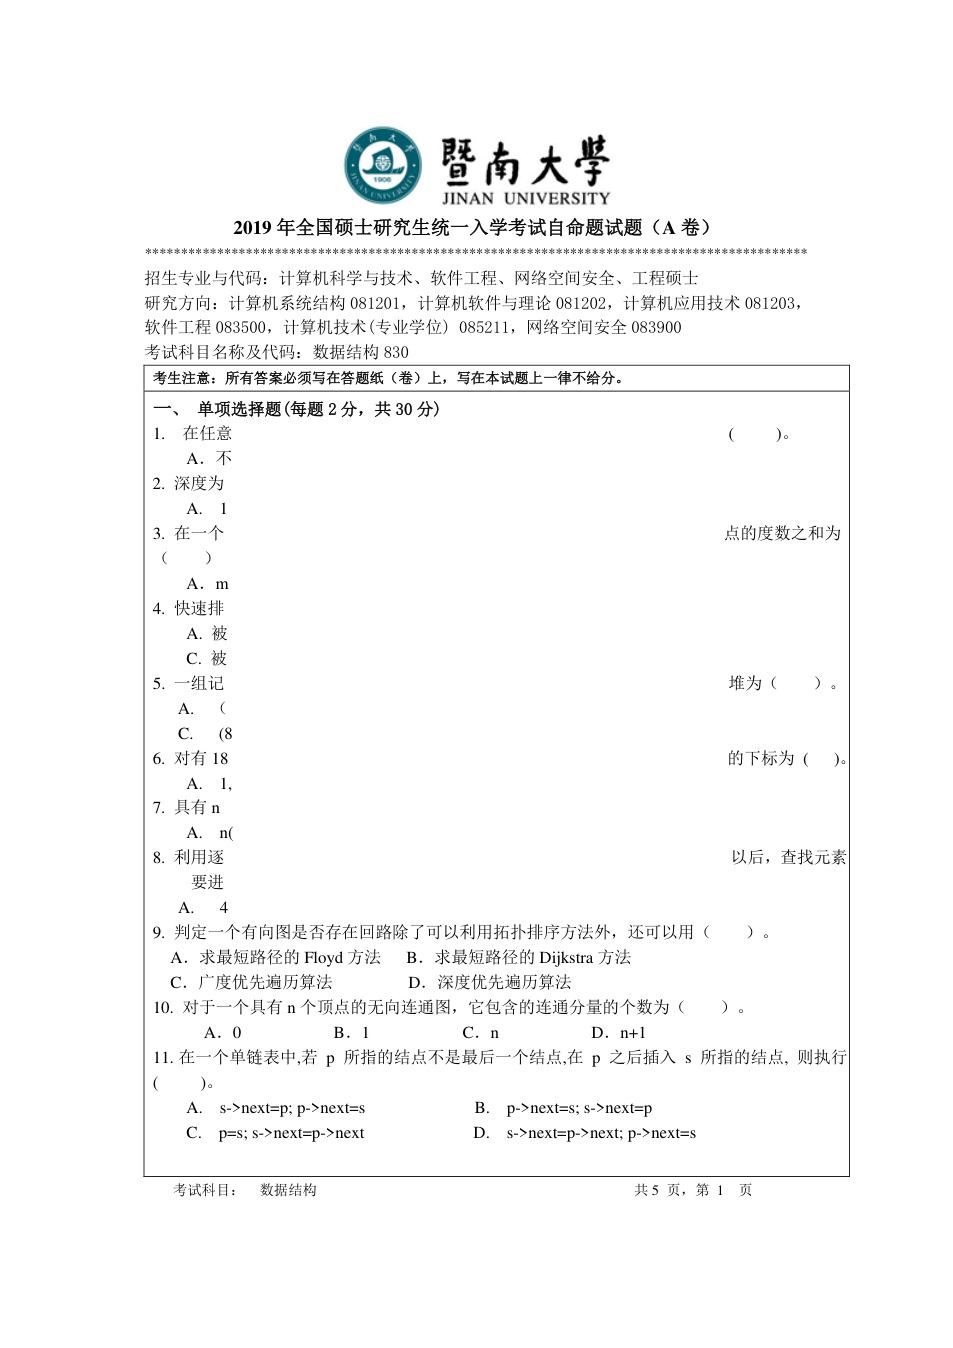 暨南大学
1906
JINAN UNIVERSITY
暨南大学
JINAN UNIVERSITY
2019 年全国硕士研究生统一入学考试自命题试题（A 卷）
********************************************************************************************
招生专业与代码：计算机科学与技术、软件工程、网络空间安全、工程硕士
研究方向：计算机系统结构 081201，计算机软件与理论 081202，计算机应用技术 081203，
软件工程 083500，计算机技术(专业学位) 085211，网络空间安全 083900
考试科目名称及代码：数据结构 830
考生注意：所有答案必须写在答题纸（卷）上，写在本试题上一律不给分。
一、 单项选择题(每题 2 分，共 30 分)
1. 在任意 ( )。
A．不
2. 深度为
A. 1
3. 在一个 点的度数之和为
（ ）
A．m
4. 快速排
A. 被
C. 被
5. 一组记 堆为（ ）。
A. （
C. (8
6. 对有 18 的下标为 ( )。
A. 1,
7. 具有 n
A. n(
8. 利用逐 以后，查找元素
要进
A. 4
9. 判定一个有向图是否存在回路除了可以利用拓扑排序方法外，还可以用（ ）。
A．求最短路径的 Floyd 方法 B．求最短路径的 Dijkstra 方法
C．广度优先遍历算法 D．深度优先遍历算法
10. 对于一个具有 n 个顶点的无向连通图，它包含的连通分量的个数为（ ）。
A．0 B．1 C．n D．n+1
11. 在一个单链表中,若 p 所指的结点不是最后一个结点,在 p 之后插入 s 所指的结点, 则执行
( )。
A. s->next=p; p->next=s B. p->next=s; s->next=p
C. p=s; s->next=p->next D. s->next=p->next; p->next=s
考试科目： 数据结构 共 5 页，第 1 页